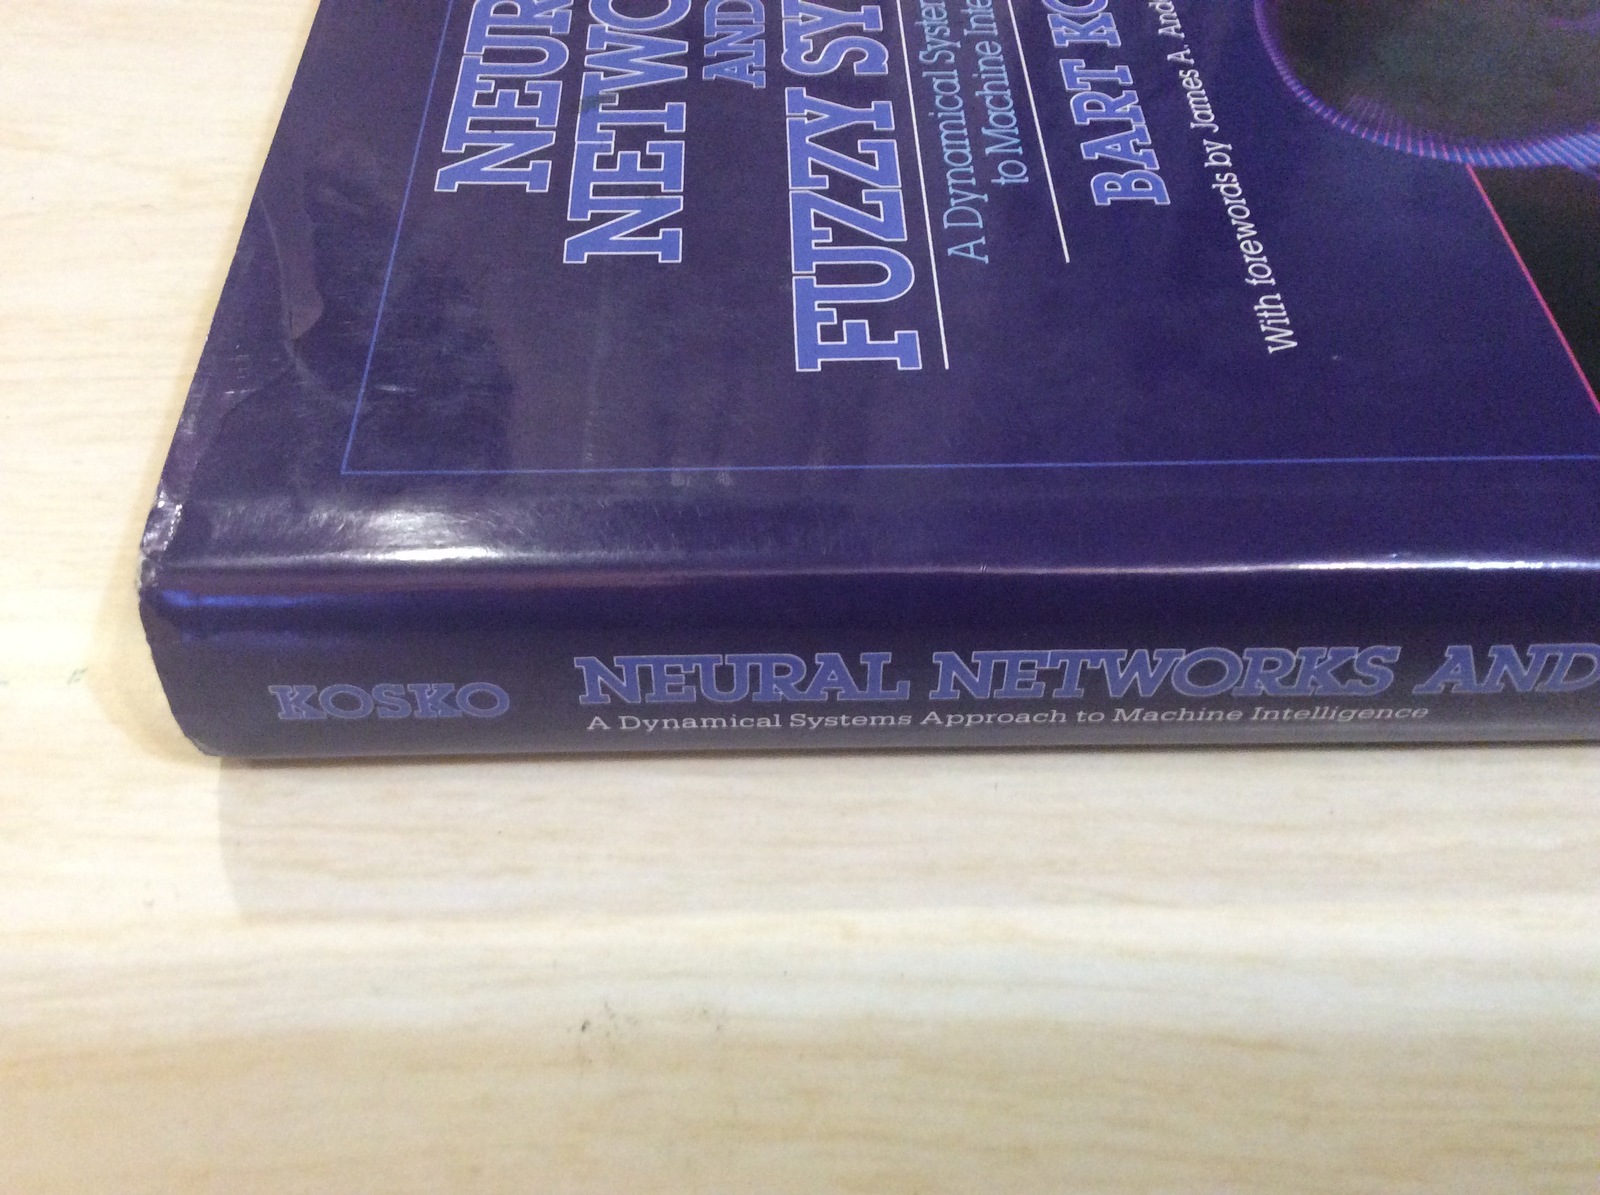 NEUR
NETWO
AND
FUZZY SY
A Dynamical System
to Machine Inte
BART KO
With forewords by James A. And
KOSKO
NEURAL NETWORKS AND
A Dynamical Systems Approach to Machine Intelligence